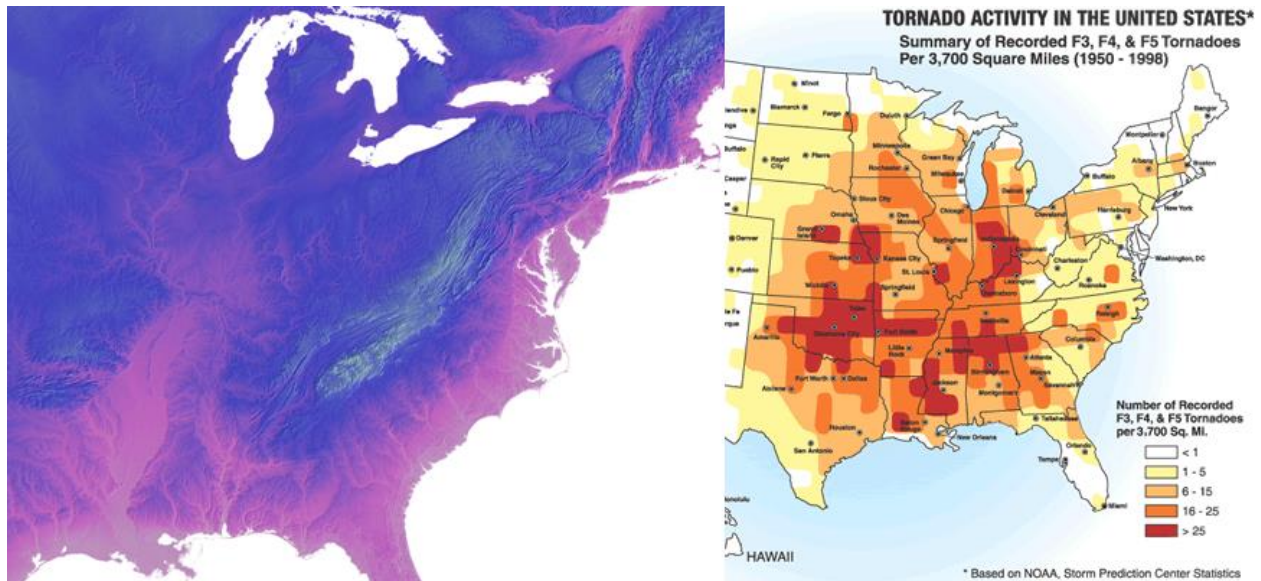 TORNADO ACTIVITY IN THE UNITED STATES*
Summary of Recorded F3, F4, & F5 Tornadoes
Per 3,700 Square Miles (1950 - 1998)
Minot
Bismarck
Fargo
Duluth
Bangor
Montpelier
Minneapolis
Buffalo
Rapid
City
Pierre
Green Bay
Albany
Boston
Rochester
Milwaukee
Buffalo
Casper
Detroit
Sioux City
New York
Chicago
Cleveland
Harrisburg
Omaha
Des
Moines
Grand
Island
Denver
Springfield
Indianapolis
Cincinnati
Washington, DC
Topeka
Kansas City
Charleston
Pueblo
St. Louis
Lexington
Roanoke
Wichita
Springfield
Owensboro
Tulsa
Raleigh
Nashville
Oklahoma City
Fort Smith
Amarillo
Little
Rock
Memphis
Columbia
Atlanta
Birmingham
Fort Worth
Dallas
Macon
Abilene
Jackson
Savannah
Montgomery
Number of Recorded
F3, F4, & F5 Tornadoes
per 3,700 Sq. Mi.
Tallahassee
Houston
Baton
Rouge
New Orleans
< 1
San Antonio
Orlando
1 - 5
Tampa
6 - 15
16 - 25
Miami
> 25
HAWAII
* Based on NOAA, Storm Prediction Center Statistics